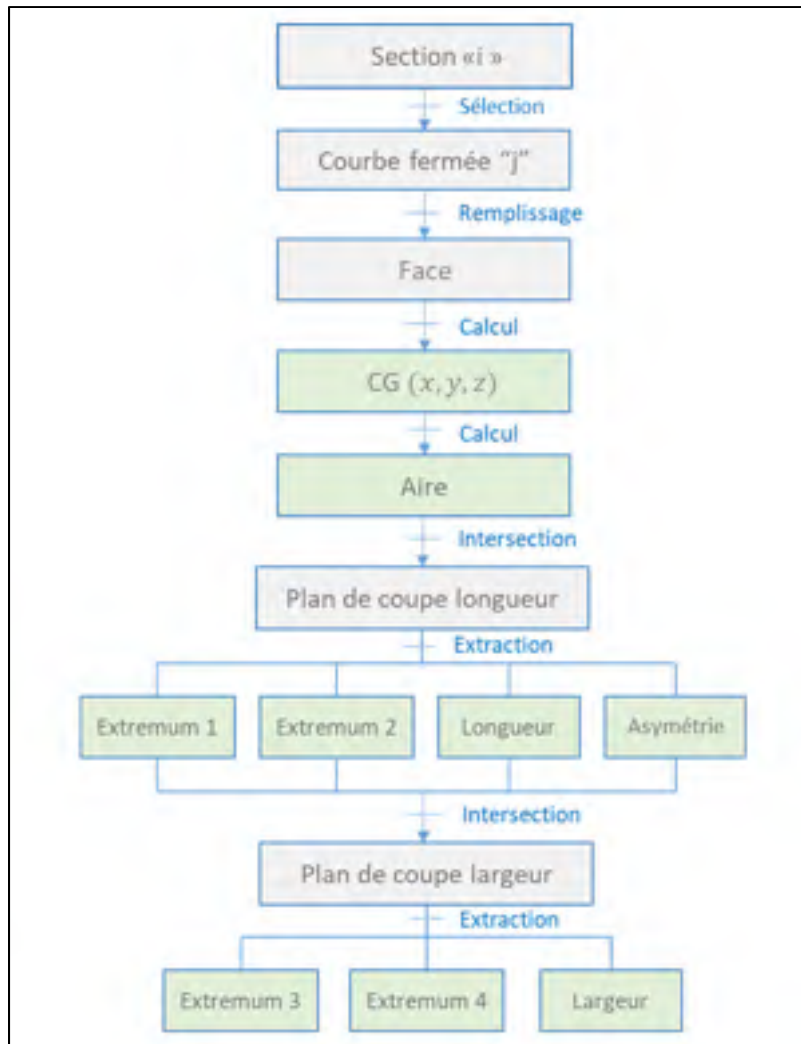 Section «i »
Sélection
Courbe fermée “j”
Remplissage
Face
Calcul
CG (x, y, z)
Calcul
Aire
Intersection
Plan de coupe longueur
Extraction
Extremum 1 Extremum 2 Longueur Asymétrie
Intersection
Plan de coupe largeur
Extraction
Extremum 3 Extremum 4 Largeur